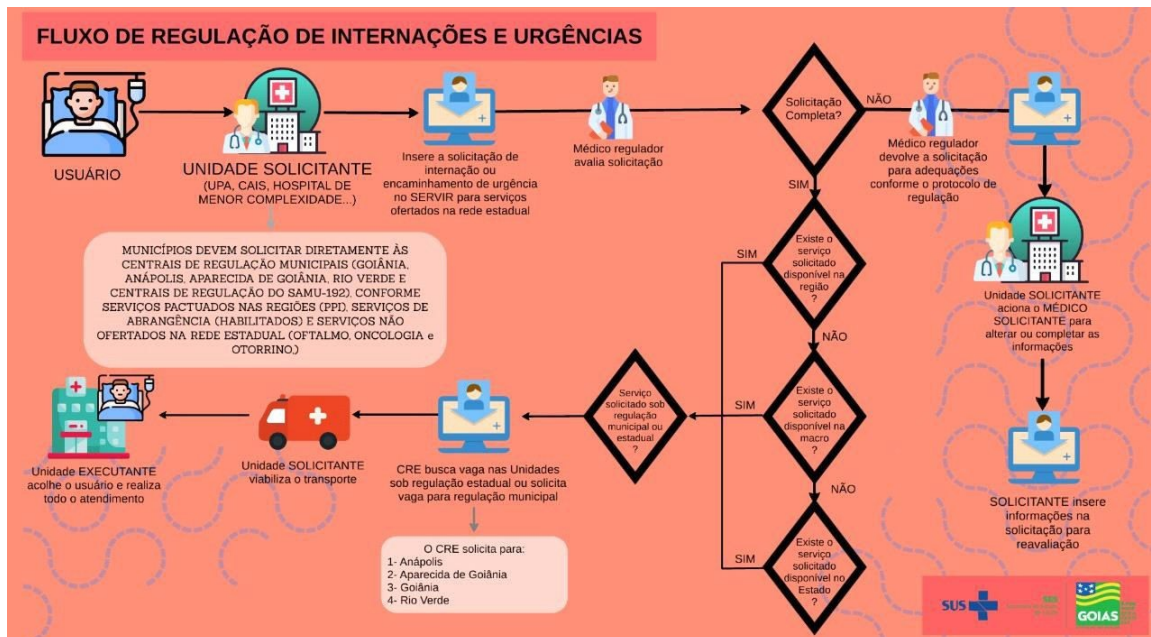 FLUXO DE REGULAÇÃO DE INTERNAÇÕES E URGÊNCIAS
USUÁRIO
UNIDADE SOLICITANTE
(UPA, CAIS, HOSPITAL DE
MENOR COMPLEXIDADE...)
Insere a solicitação de
internação ou
encaminhamento de urgência
no SERVIR para serviços
ofertados na rede estadual
Médico regulador
avalia solicitação
Solicitação
Completa?
NÃO
SIM
Médico regulador
devolve a solicitação
para adequações
conforme o protocolo de
regulação
Unidade SOLICITANTE
aciona o MÉDICO
SOLICITANTE para
alterar ou completar as
informações
SOLICITANTE insere
informações na
solicitação para
reavaliação
MUNICÍPIOS DEVEM SOLICITAR DIRETAMENTE ÀS
CENTRAIS DE REGULAÇÃO MUNICIPAIS (GOIÂNIA,
ANÁPOLIS, APARECIDA DE GOIÂNIA, RIO VERDE E
CENTRAIS DE REGULAÇÃO DO SAMU-192), CONFORME
SERVIÇOS PACTUADOS NAS REGIÕES (PPI), SERVIÇOS DE
ABRANGÊNCIA (HABILITADOS) E SERVIÇOS NÃO
OFERTADOS NA REDE ESTADUAL (OFTALMO, ONCOLOGIA e
OTORRINO,)
Existe o
serviço
solicitado
disponível na
região
?
SIM
NÃO
Existe o
serviço
solicitado
disponível na
macro
?
SIM
NÃO
Existe o
serviço
solicitado
disponível no
Estado
?
SIM
Serviço
solicitado sob
regulação
municipal ou
estadual
?
CRE busca vaga nas Unidades
sob regulação estadual ou solicita
vaga para regulação municipal
O CRE solicita para:
1- Anápolis
2- Aparecida de Goiânia
3- Goiânia
4- Rio Verde
Unidade SOLICITANTE
viabiliza o transporte
Unidade EXECUTANTE
acolhe o usuário e realiza
todo o atendimento
SUS
SES
GOIÁS